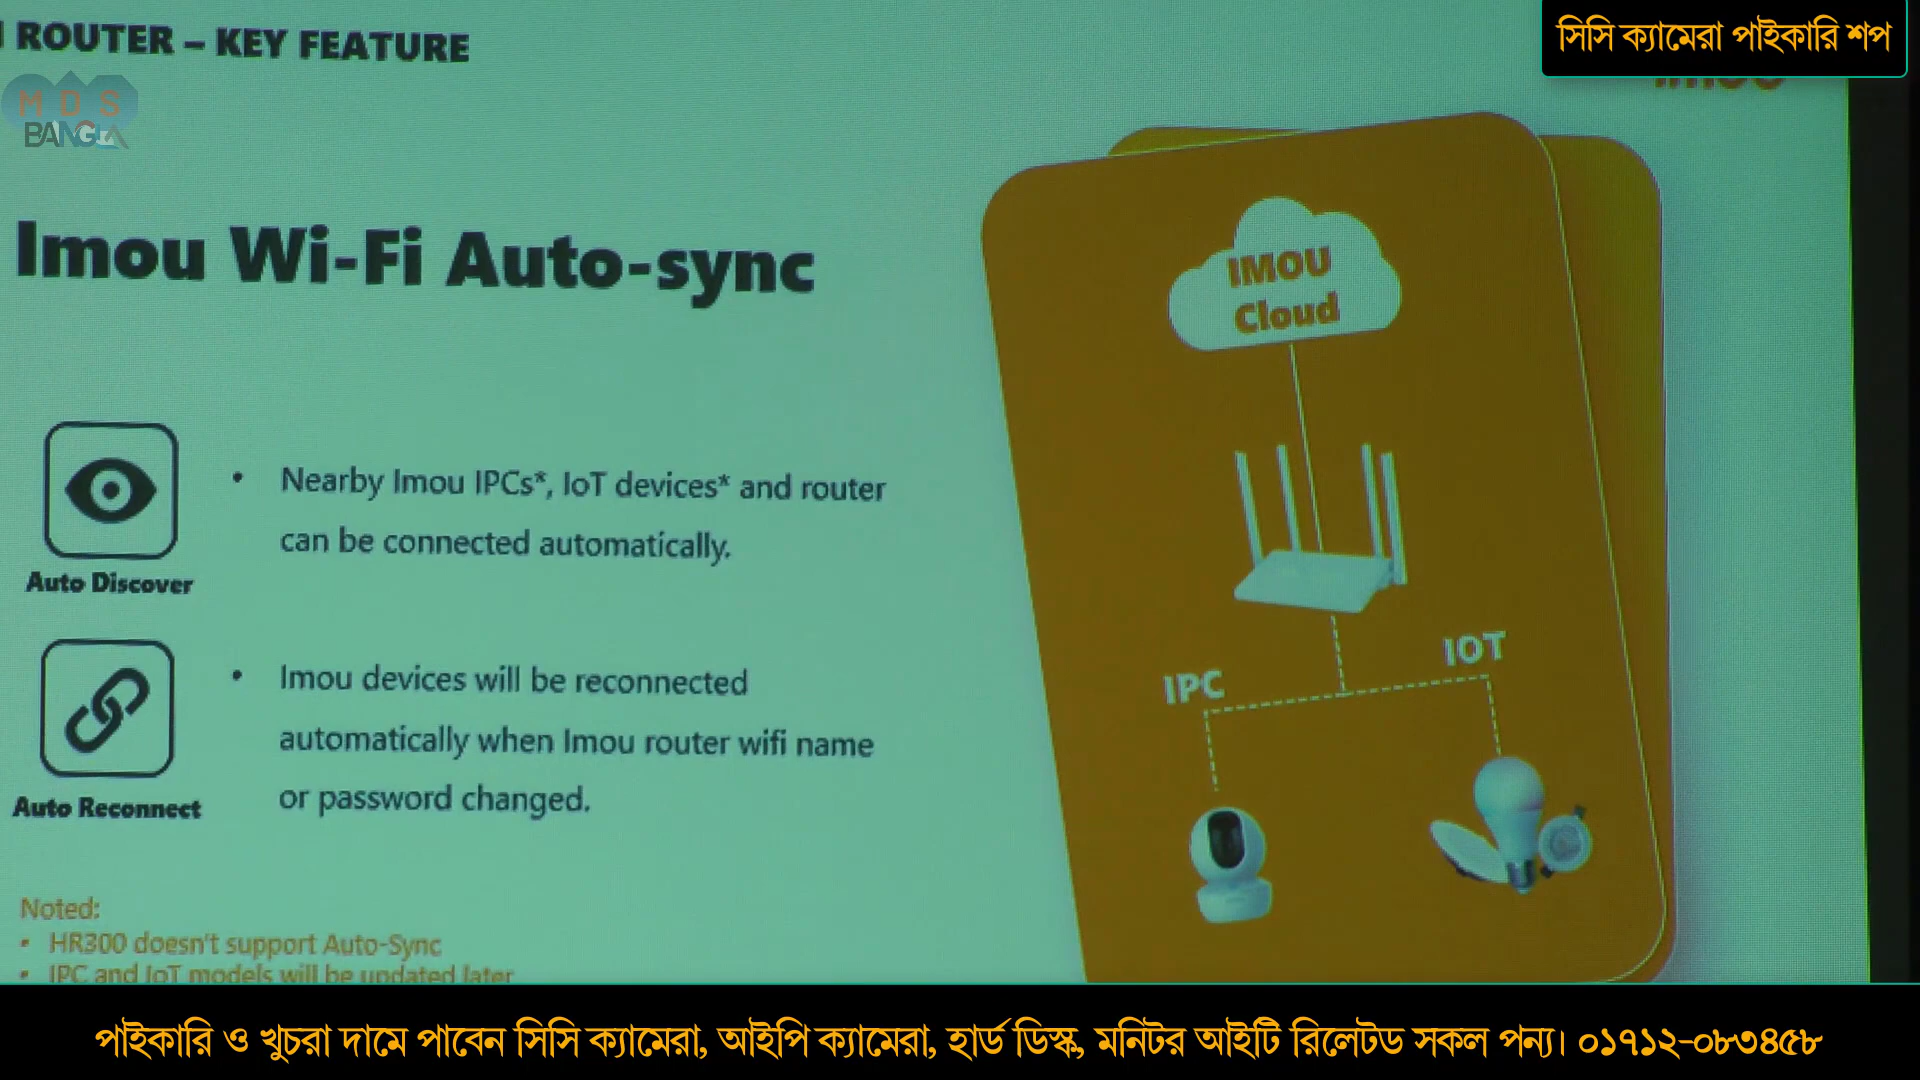 ROUTER – KEY FEATURE
সিসি ক্যামেরা পাইকারি শপ
imou
MDS
BANGLA
Imou Wi-Fi Auto-sync
IMOU
Cloud
• Nearby Imou IPCs*, IoT devices* and router
can be connected automatically.
Auto Discover
IOT
IPC
• Imou devices will be reconnected
automatically when Imou router wifi name
or password changed.
Auto Reconnect
Noted:
• HR300 doesn't support Auto-Sync
• IPC and IoT models will be updated later
পাইকারি ও খুচরা দামে পাবেন সিসি ক্যামেরা, আইপি ক্যামেরা, হার্ড ডিস্ক, মনিটর আইটি রিলেটড সকল পন্য। ০১৭১২-০৮৩৪৫৮